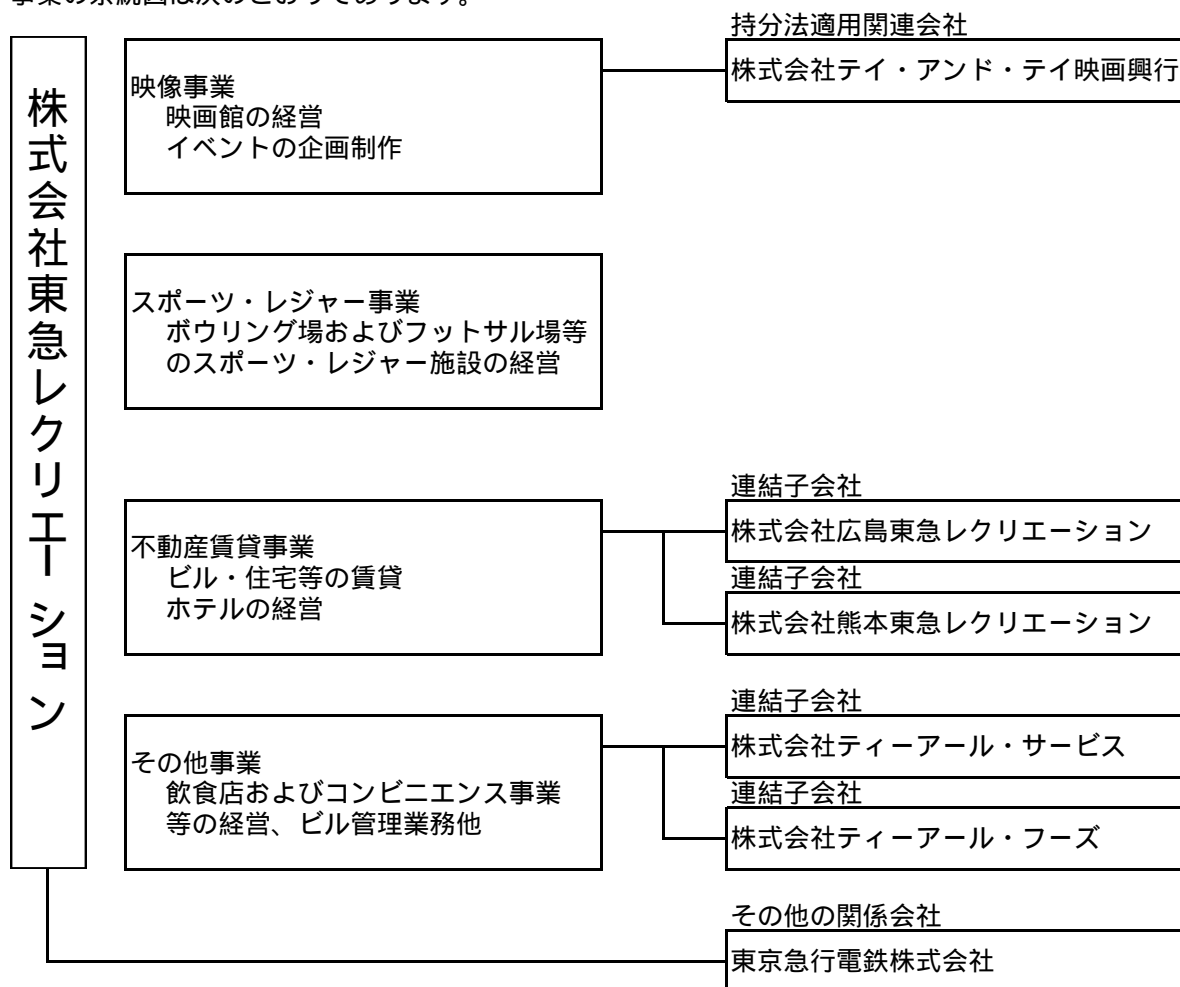 事業の系統図は次のとおりであります。
株式会社東急レクリエーション
映像事業
映画館の経営
イベントの企画制作
持分法適用関連会社
株式会社テイ・アンド・テイ映画興行
スポーツ・レジャー事業
ボウリング場およびフットサル場等
のスポーツ・レジャー施設の経営
不動産賃貸事業
ビル・住宅等の賃貸
ホテルの経営
連結子会社
株式会社広島東急レクリエーション
連結子会社
株式会社熊本東急レクリエーション
その他事業
飲食店およびコンビニエンス事業
等の経営、ビル管理業務他
連結子会社
株式会社ティーアール・サービス
連結子会社
株式会社ティーアール・フーズ
その他の関係会社
東京急行電鉄株式会社